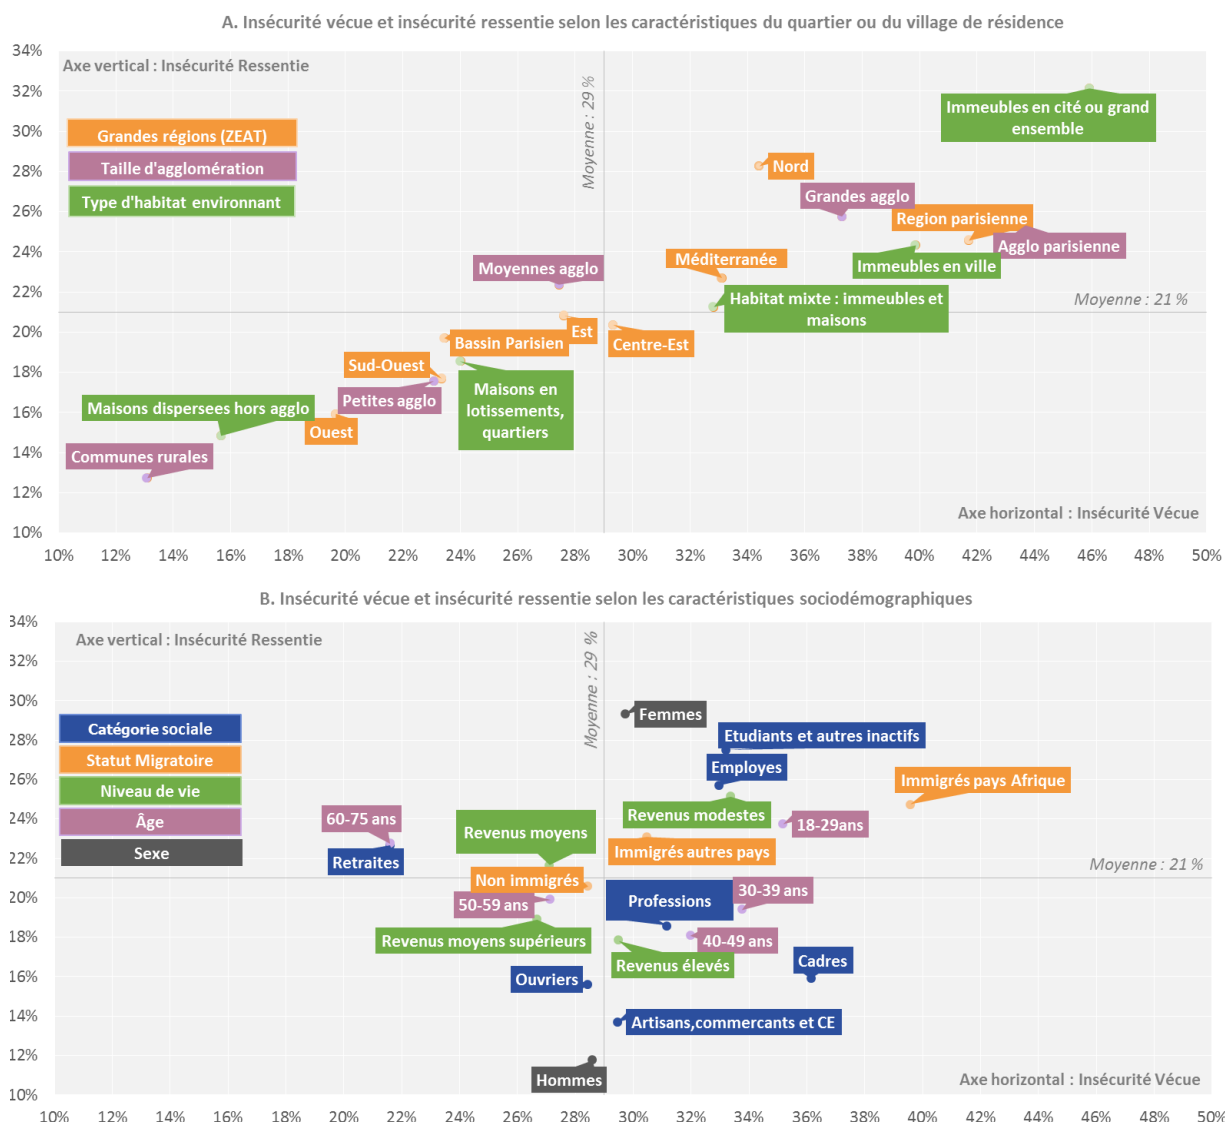 A. Insécurité vécue et insécurité ressentie selon les caractéristiques du quartier ou du village de résidence
34%
32%
30%
28%
26%
24%
22%
20%
18%
16%
14%
12%
10%
Axe vertical : Insécurité Ressentie
Moyenne : 29 %
Grandes régions (ZEAT)
Taille d'agglomération
Type d'habitat environnant
Immeubles en cité ou grand
ensemble
Nord
Grandes agglo
Region parisienne
Agglo parisienne
Immeubles en ville
Méditerranée
Moyennes agglo
Habitat mixte : immeubles et
maisons
Moyenne : 21 %
Est
Centre-Est
Bassin Parisien
Sud-Ouest
Petites agglo
Maisons en
lotissements,
quartiers
Maisons dispersees hors agglo
Ouest
Communes rurales
Axe horizontal : Insécurité Vécue
10% 12% 14% 16% 18% 20% 22% 24% 26% 28% 30% 32% 34% 36% 38% 40% 42% 44% 46% 48% 50%
B. Insécurité vécue et insécurité ressentie selon les caractéristiques sociodémographiques
34%
32%
30%
28%
26%
24%
22%
20%
18%
16%
14%
12%
10%
Axe vertical : Insécurité Ressentie
Moyenne : 29 %
Catégorie sociale
Statut Migratoire
Niveau de vie
Âge
Sexe
Femmes
Etudiants et autres inactifs
Employes
Immigrés pays Afrique
Revenus modestes
18-29ans
60-75 ans
Retraites
Revenus moyens
Immigrés autres pays
Moyenne : 21 %
Non immigrés
50-59 ans
Professions
30-39 ans
Revenus moyens supérieurs
40-49 ans
Revenus élevés
Cadres
Ouvriers
Artisans,commercants et CE
Hommes
Axe horizontal : Insécurité Vécue
10% 12% 14% 16% 18% 20% 22% 24% 26% 28% 30% 32% 34% 36% 38% 40% 42% 44% 46% 48% 50%